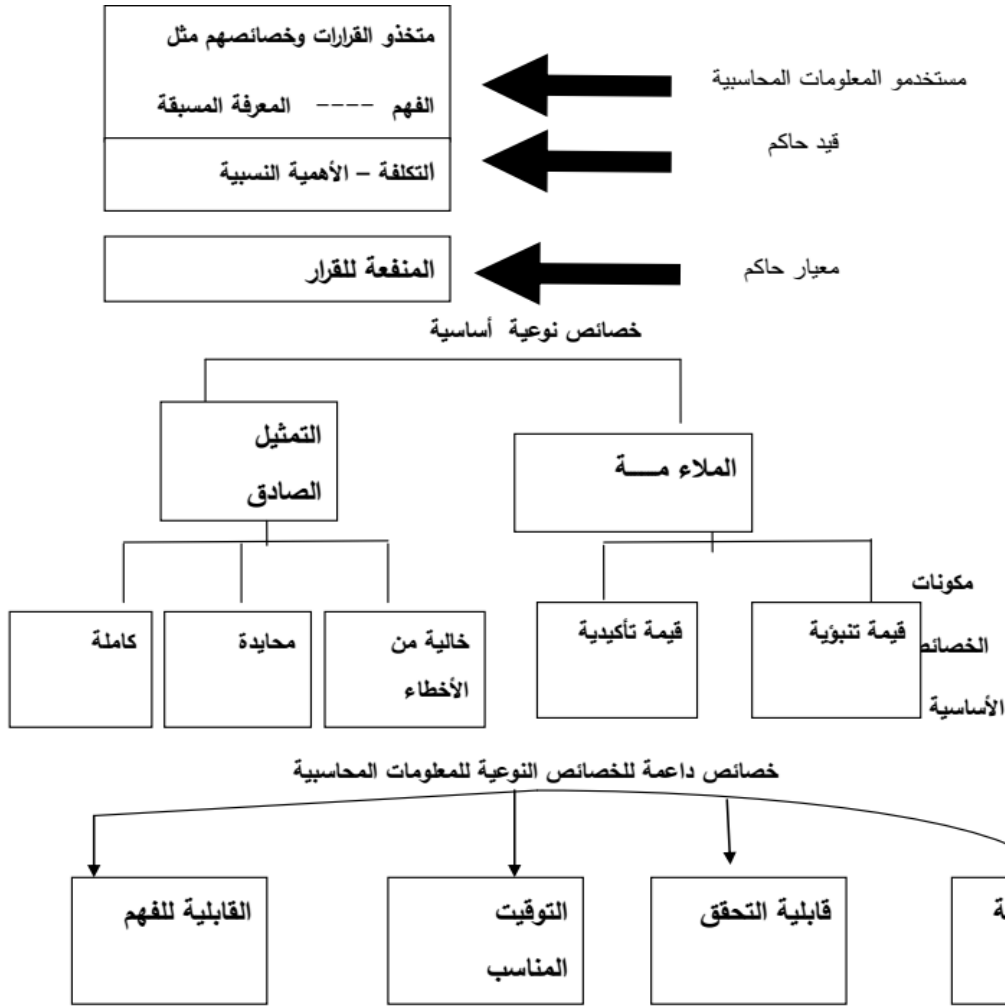 متخذو القرارات وخصائصهم مثل
مستخدمو المعلومات المحاسبية
الفهم ---- المعرفة المسبقة
قيد حاكم
التكلفة – الأهمية النسبية
معيار حاكم
المنفعة للقرار
خصائص نوعية أساسية
الملاء مـــــة
التمثيل
الصادق
مكونات
الخصائص
الأساسية
قيمة تنبؤية
قيمة تأكيدية
خالية من
الأخطاء
محايدة
كاملة
خصائص داعمة للخصائص النوعية للمعلومات المحاسبية
قابلية التحقق
التوقيت
المناسب
القابلية للفهم